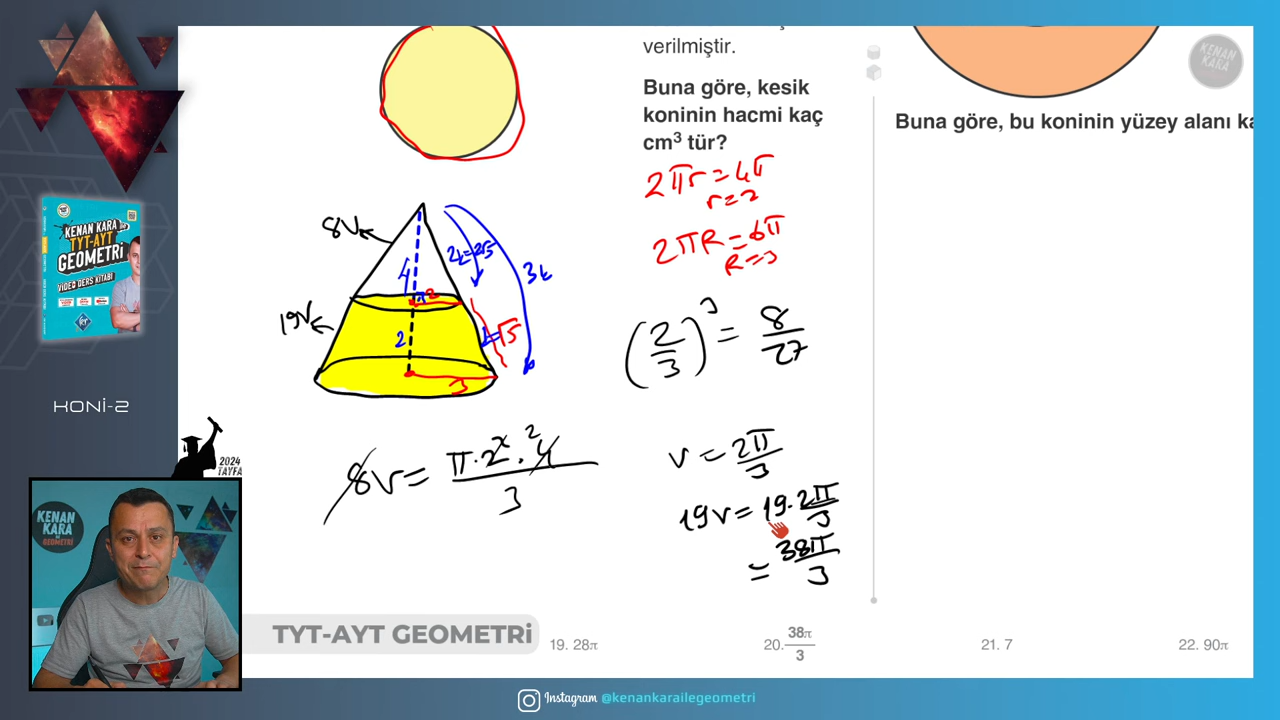 verilmiştir.
Buna göre, kesik
koninin hacmi kaç
cm³ tür?
2πr = 4π
r = 2
2πR = 6π
R = 3
(2/3)³ = 8/27
8V
19V
4
2
2
3
2k=2√5
k=√5
3k
8V = π.2².4/3
2
V = 2π/3
19V = 19.2π/3
= 38π/3
KENAN
KARA
Buna göre, bu koninin yüzey alanı ka
KENAN KARA
TYT-AYT
GEOMETRİ
VİDEO DERS KİTABI
KONİ-2
2024
TAYFA
KENAN
KARA
GEOMETRİ
TYT-AYT GEOMETRİ
19. 28π
20. 38π/3
21. 7
22. 90π
Instagram @kenankarailegeometri